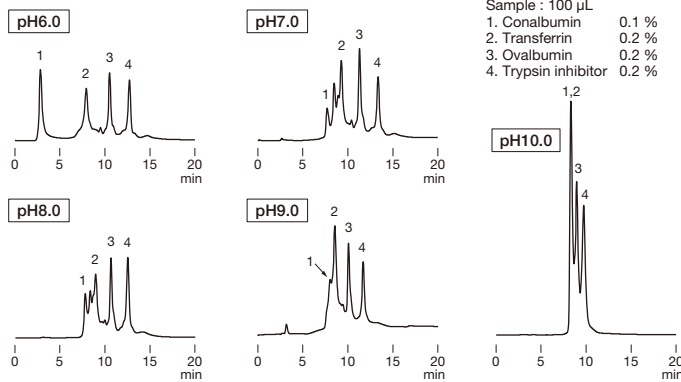 Sample : 100 µL
1. Conalbumin 0.1 %
2. Transferrin 0.2 %
3. Ovalbumin 0.2 %
4. Trypsin inhibitor 0.2 %
pH6.0
1 2 3 4
0 5 10 15 20
min
pH7.0
1 2 3 4
0 5 10 15 20
min
pH8.0
1 2 3 4
0 5 10 15 20
min
pH9.0
1 2 3 4
0 5 10 15 20
min
pH10.0
1,2
3
4
0 5 10 15 20
min